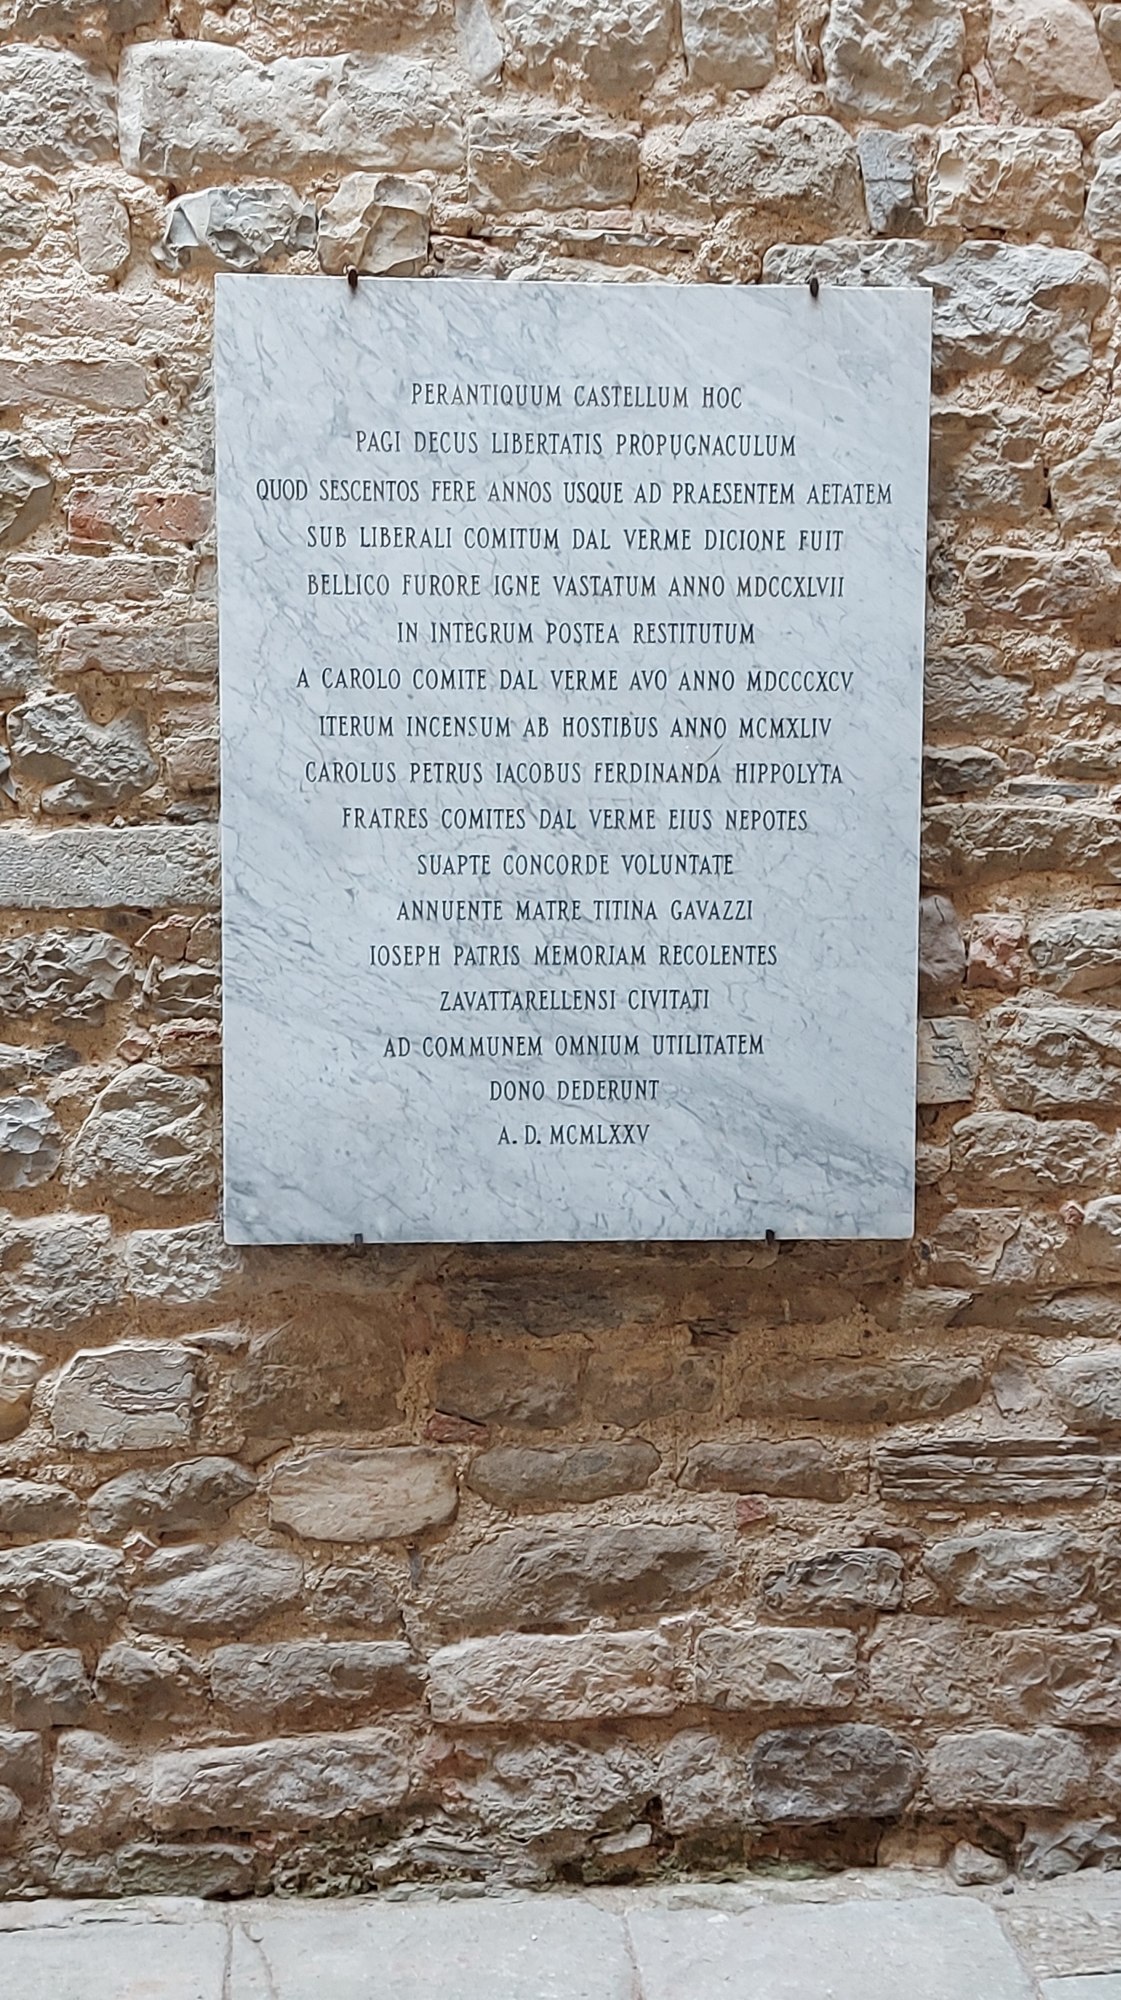 PERANTIQUUM CASTELLUM HOC
PAGI DECUS LIBERTATIS PROPUGNACULUM
QUOD SESCENTOS FERE ANNOS USQUE AD PRAESENTEM AETATEM
SUB LIBERALI COMITUM DAL VERME DICIONE FUIT
BELLICO FURORE IGNE VASTATUM ANNO MDCCXLVII
IN INTEGRUM POSTEA RESTITUTUM
A CAROLO COMITE DAL VERME AVO ANNO MDCCCXCV
ITERUM INCENSUM AB HOSTIBUS ANNO MCMXLIV
CAROLUS PETRUS IACOBUS FERDINANDA HIPPOLYTA
FRATRES COMITES DAL VERME EIUS NEPOTES
SUAPTE CONCORDE VOLUNTATE
ANNUENTE MATRE TITINA GAVAZZI
IOSEPH PATRIS MEMORIAM RECOLENTES
ZAVATTARELLENSI CIVITATI
AD COMMUNEM OMNIUM UTILITATEM
DONO DEDERUNT
A. D. MCMLXXV